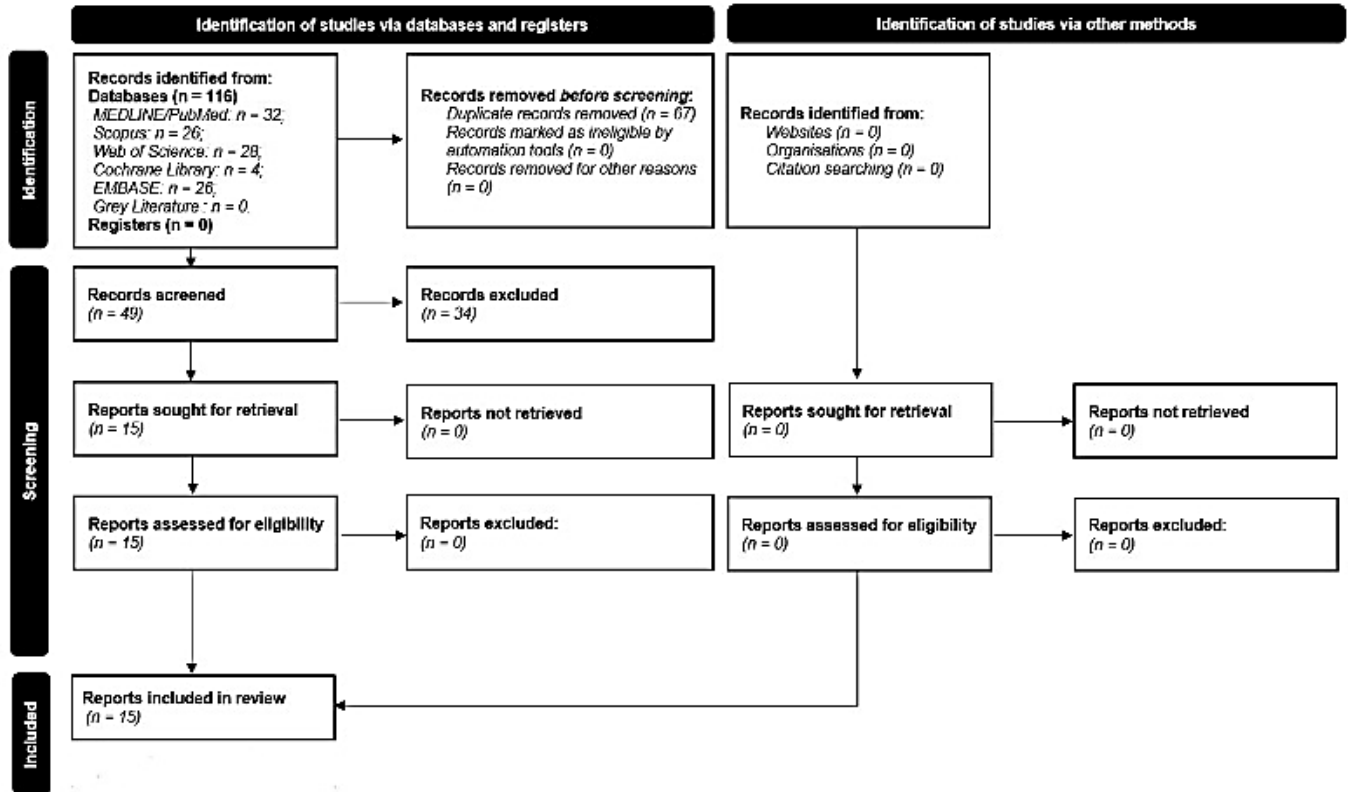 Identification of studies via databases and registers
Identification of studies via other methods
Identification
Records identified from:
Databases (n = 116)
MEDLINE/PubMed: n = 32;
Scopus: n = 26;
Web of Science: n = 28;
Cochrane Library: n = 4;
EMBASE: n = 26;
Grey Literature : n = 0.
Registers (n = 0)
Records removed before screening:
Duplicate records removed (n = 67)
Records marked as ineligible by
automation tools (n = 0)
Records removed for other reasons
(n = 0)
Records identified from:
Websites (n = 0)
Organisations (n = 0)
Citation searching (n = 0)
Screening
Records screened
(n = 49)
Records excluded
(n = 34)
Reports sought for retrieval
(n = 15)
Reports not retrieved
(n = 0)
Reports sought for retrieval
(n = 0)
Reports not retrieved
(n = 0)
Reports assessed for eligibility
(n = 15)
Reports excluded:
(n = 0)
Reports assessed for eligibility
(n = 0)
Reports excluded:
(n = 0)
Included
Reports included in review
(n = 15)